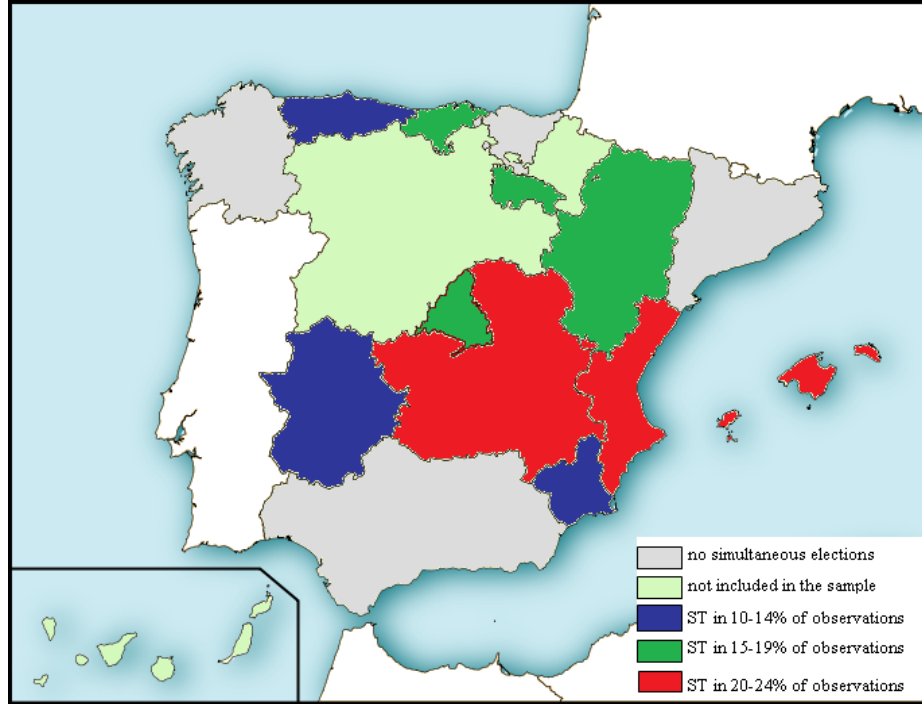 no simultaneous elections
not included in the sample
ST in 10-14% of observations
ST in 15-19% of observations
ST in 20-24% of observations